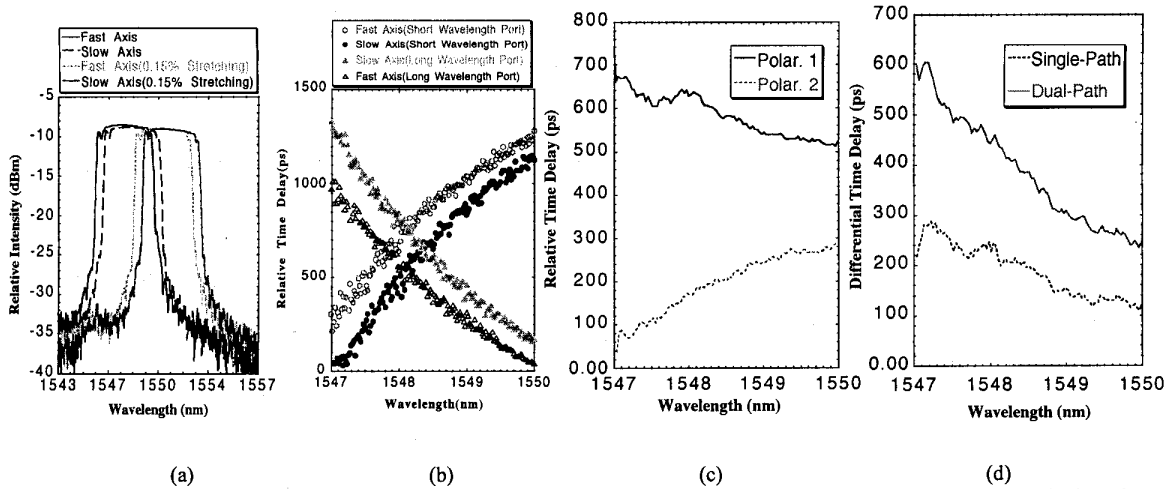 Fast Axis
Slow Axis
Fast Axis(0.15% Stretching)
Slow Axis(0.15% Stretching)
Relative Intensity (dBm)
-5
-10
-15
-20
-25
-30
-35
-40
1543
1547
1550
1554
1557
Wavelength (nm)
(a)
Fast Axis(Short Wavelength Port)
Slow Axis(Short Wavelength Port)
Slow Axis(Long Wavelength Port)
Fast Axis(Long Wavelength Port)
Relative Time Delay(ps)
1500
1000
500
0
1547
1548
1549
1550
Wavelength(nm)
(b)
Polar. 1
Polar. 2
Relative Time Delay (ps)
800
700
600
500
400
300
200
100
0.00
1547
1548
1549
1550
Wavelength (nm)
(c)
Single-Path
Dual-Path
Differential Time Delay (ps)
700
600
500
400
300
200
100
0.00
1547
1548
1549
1550
Wavelength (nm)
(d)